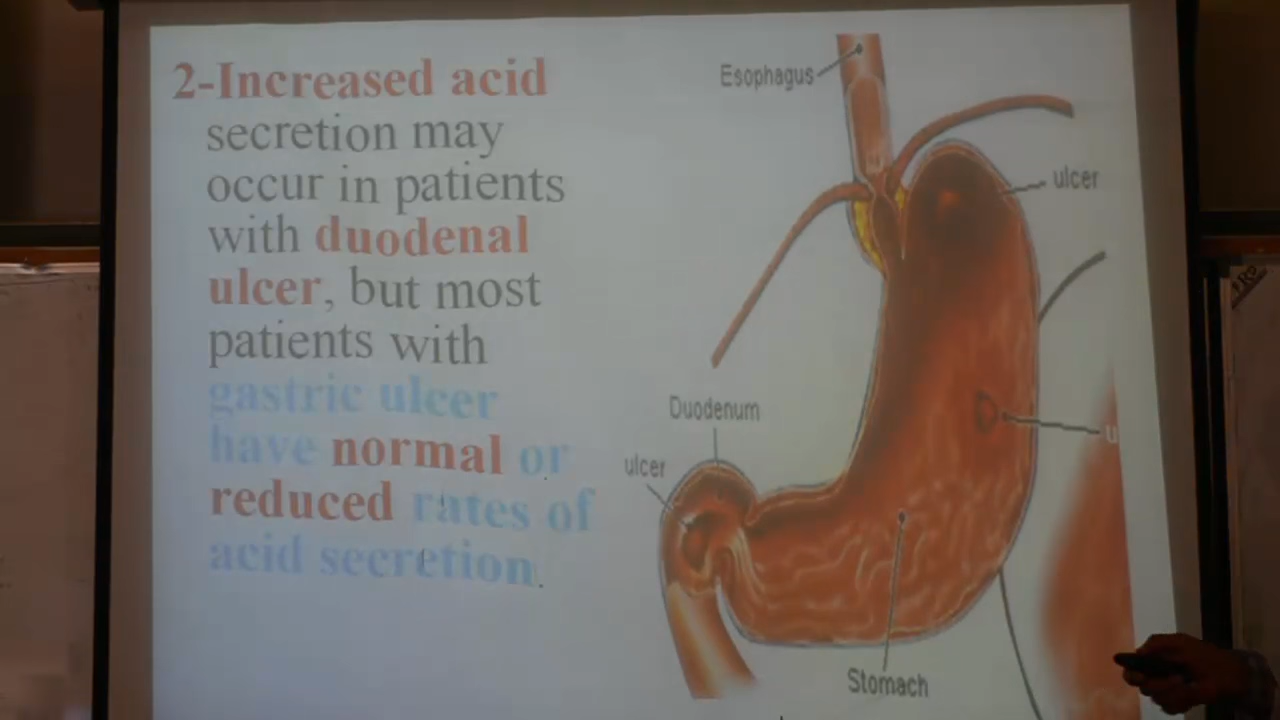 2-Increased acid
secretion may
occur in patients
with duodenal
ulcer, but most
patients with
gastric ulcer
have normal or
reduced rates of
acid secretion.
Esophagus
ulcer
Duodenum
ulcer
Stomach